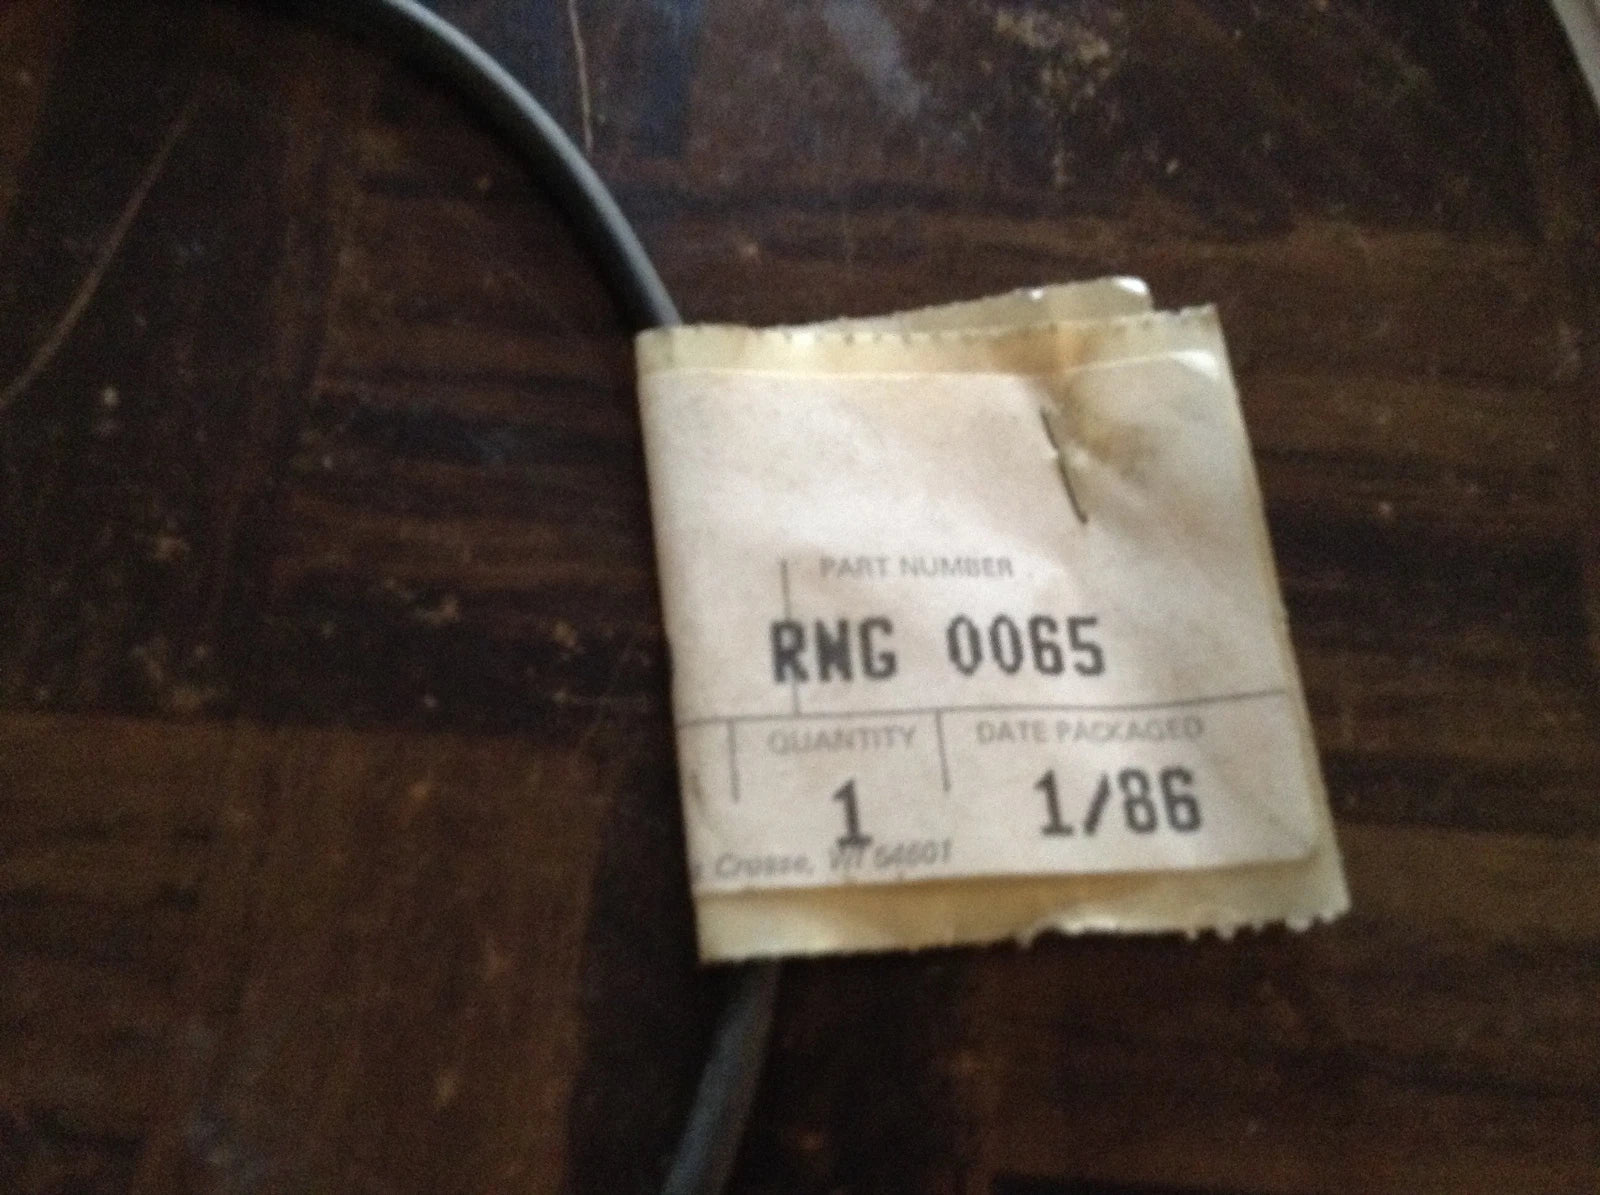 PART NUMBER
RNG 0065
QUANTITY DATE PACKAGED
1 1/86
Crosse, WI 54601